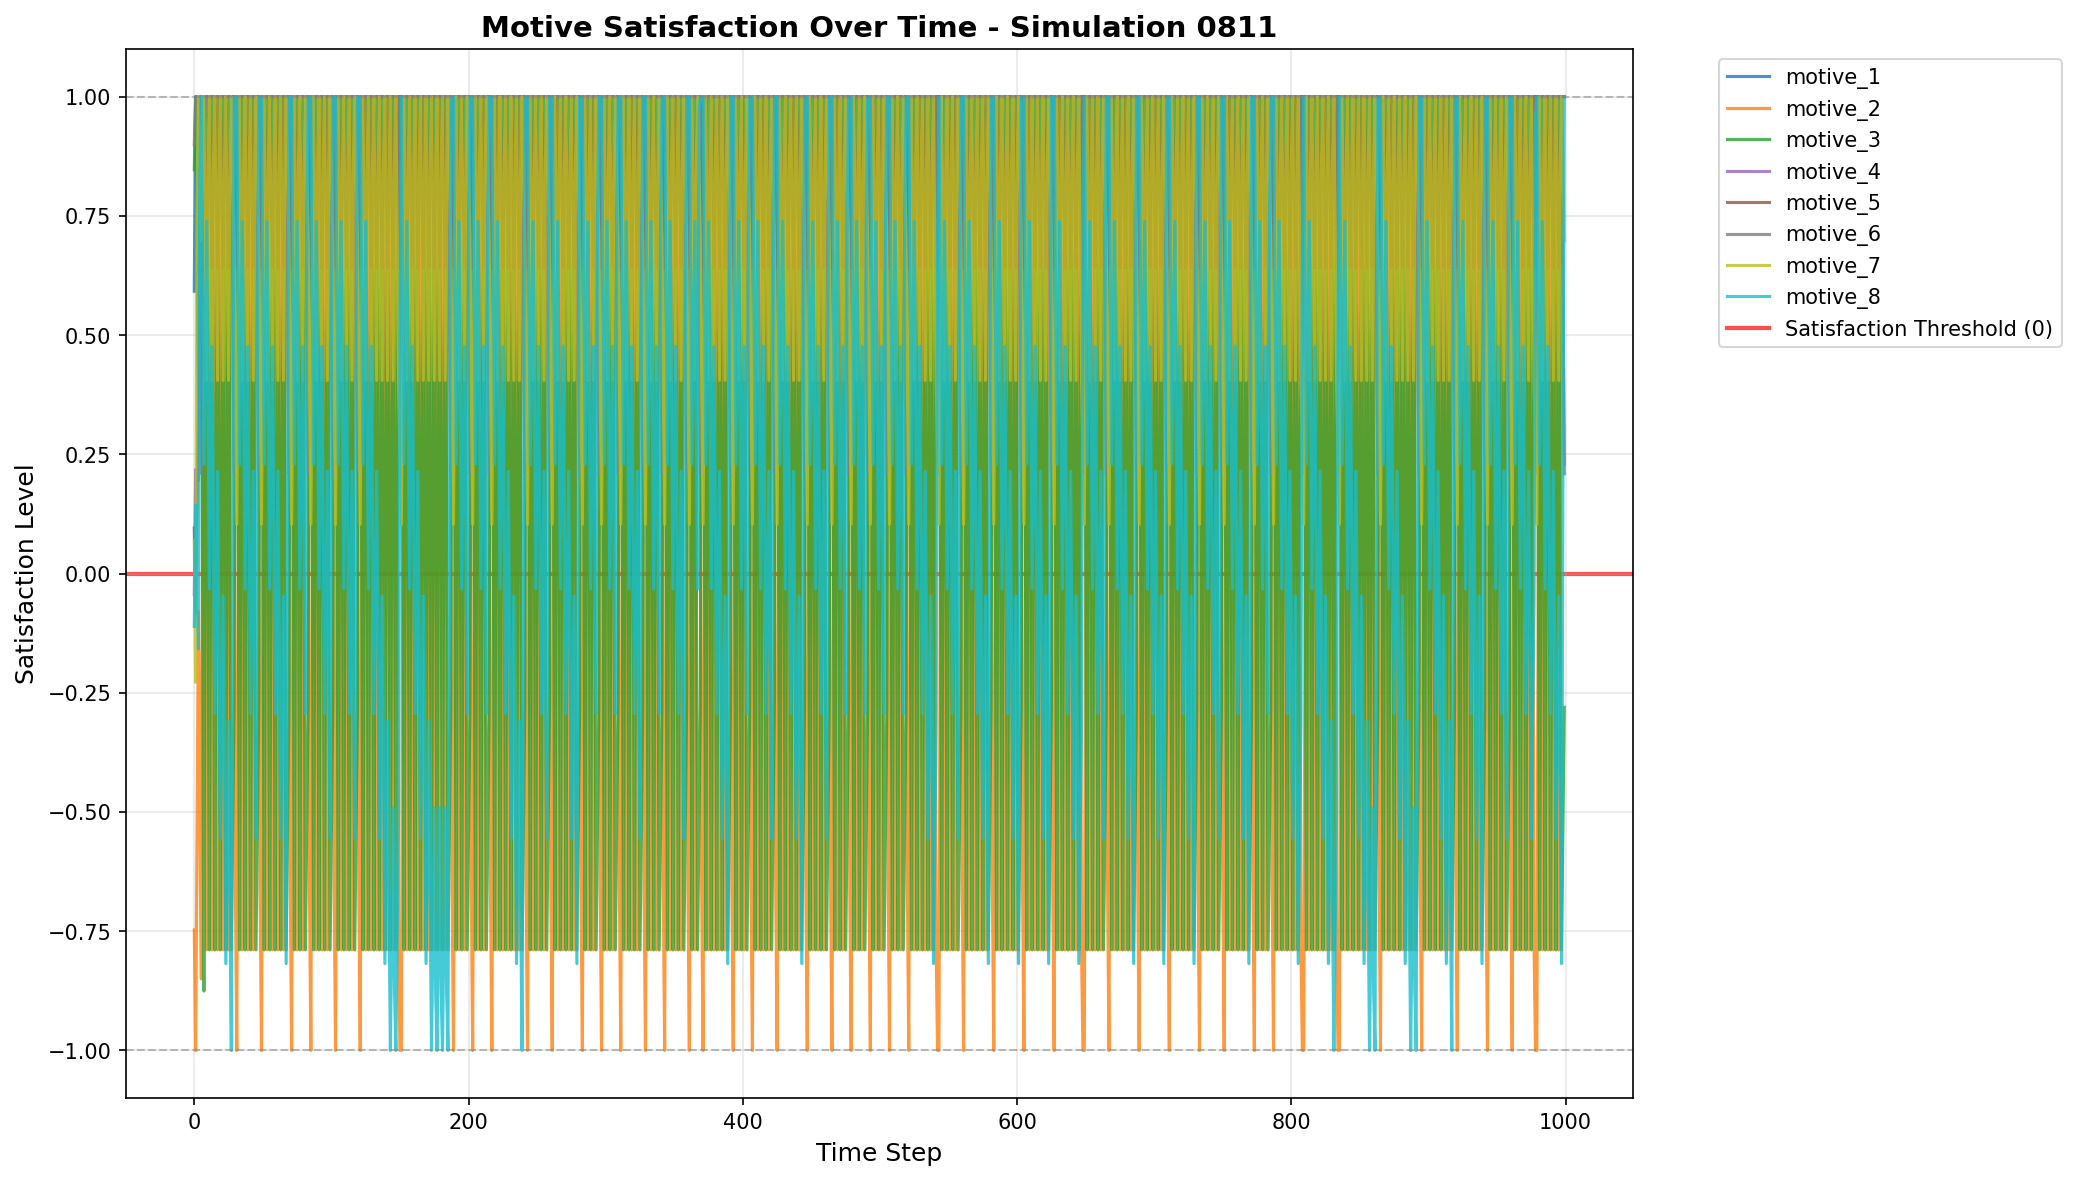 Motive Satisfaction Over Time - Simulation 0811
Satisfaction Level
1.00
0.75
0.50
0.25
0.00
−0.25
−0.50
−0.75
−1.00
0
200
400
600
800
1000
Time Step
motive_1
motive_2
motive_3
motive_4
motive_5
motive_6
motive_7
motive_8
Satisfaction Threshold (0)